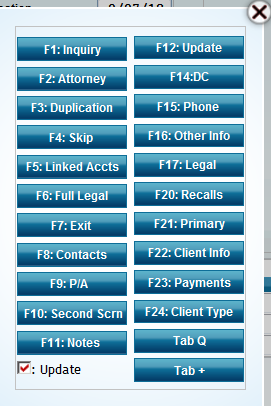 F1: Inquiry
F2: Attorney
F3: Duplication
F4: Skip
F5: Linked Accts
F6: Full Legal
F7: Exit
F8: Contacts
F9: P/A
F10: Second Scrn
F11: Notes
: Update
F12: Update
F14:DC
F15: Phone
F16: Other Info
F17: Legal
F20: Recalls
F21: Primary
F22: Client Info
F23: Payments
F24: Client Type
Tab Q
Tab +